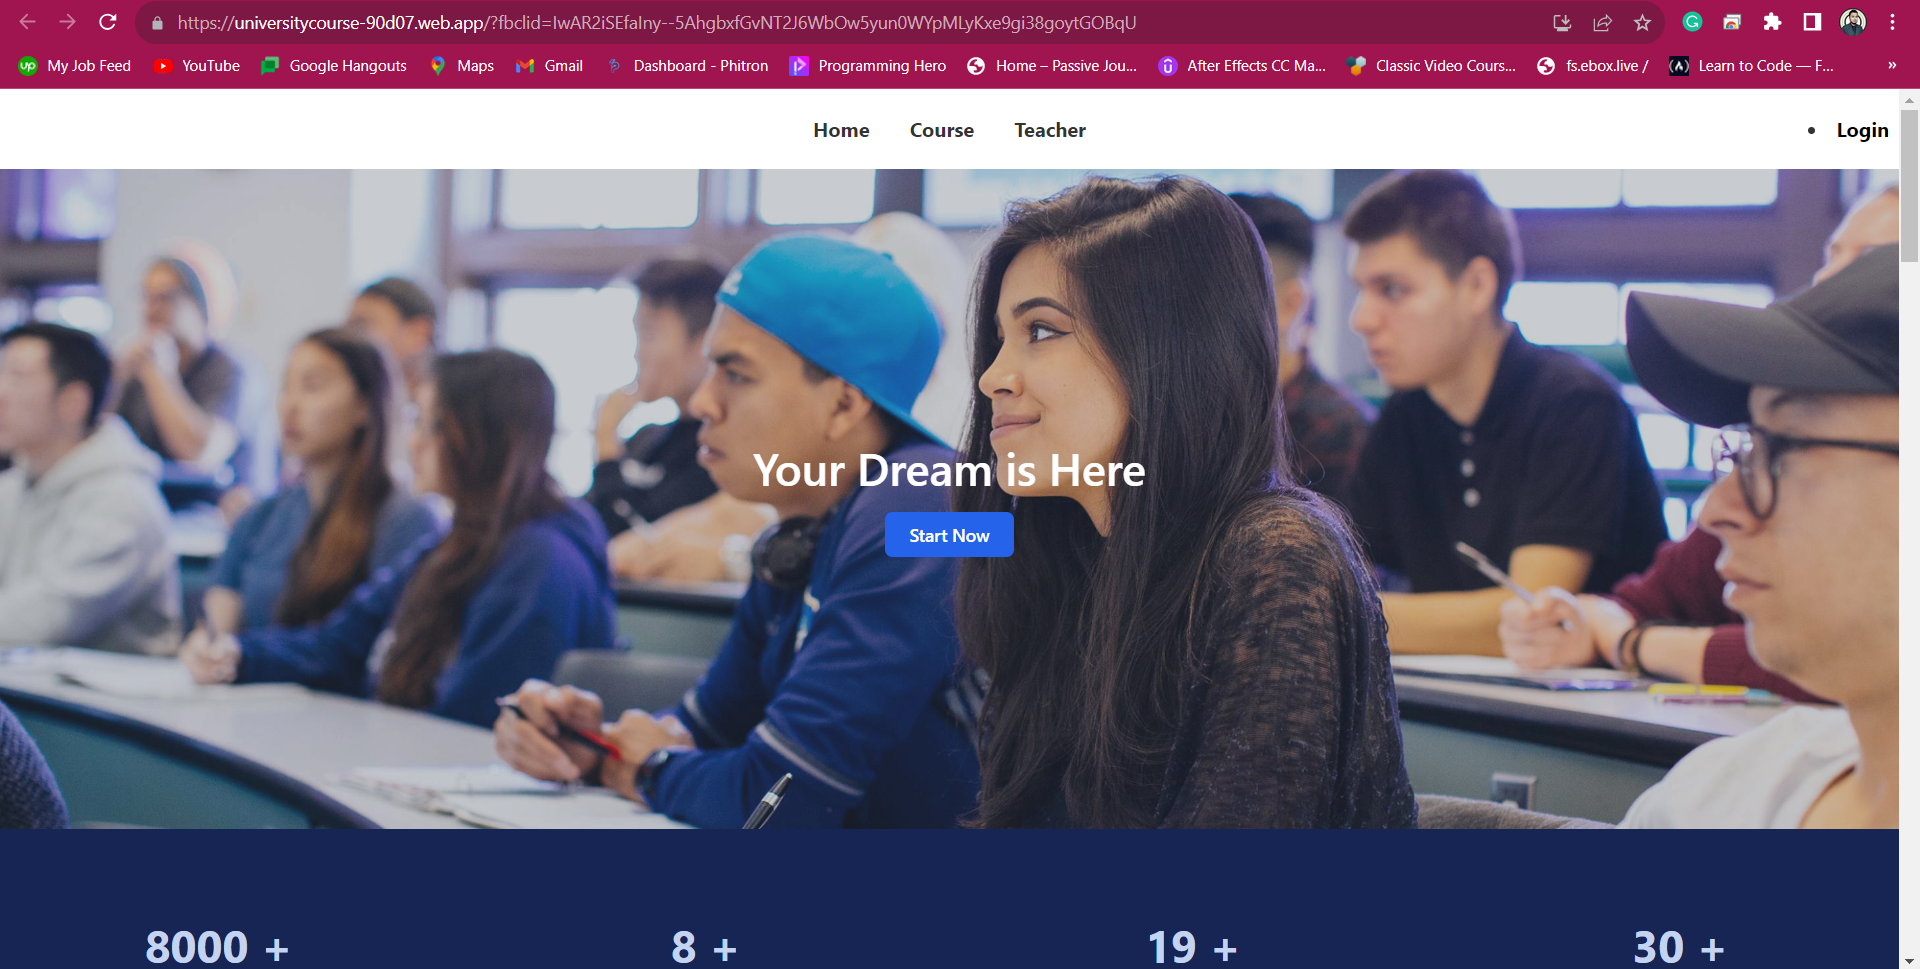 https://universitycourse-90d07.web.app/?fbclid=IwAR2iSEfaIny--5AhgbxfGvNT2J6WbOw5yun0WYpMLyKxe9gi38goytGOBqU
My Job Feed YouTube Google Hangouts Maps Gmail Dashboard - Phitron Programming Hero Home – Passive Jou... After Effects CC Ma... Classic Video Cours... fs.ebox.live / Learn to Code — F... »
Home Course Teacher • Login
Your Dream is Here
Start Now
8000 + 8 + 19 + 30 +